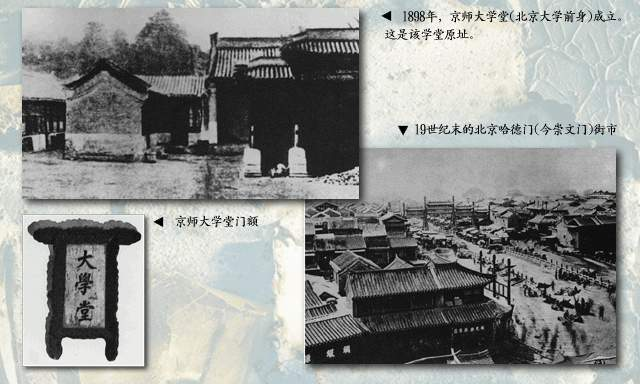 1898年，京师大学堂(北京大学前身)成立。
这是该学堂原址。
19世纪末的北京哈德门(今崇文门)街市
京师大学堂门额
大學堂